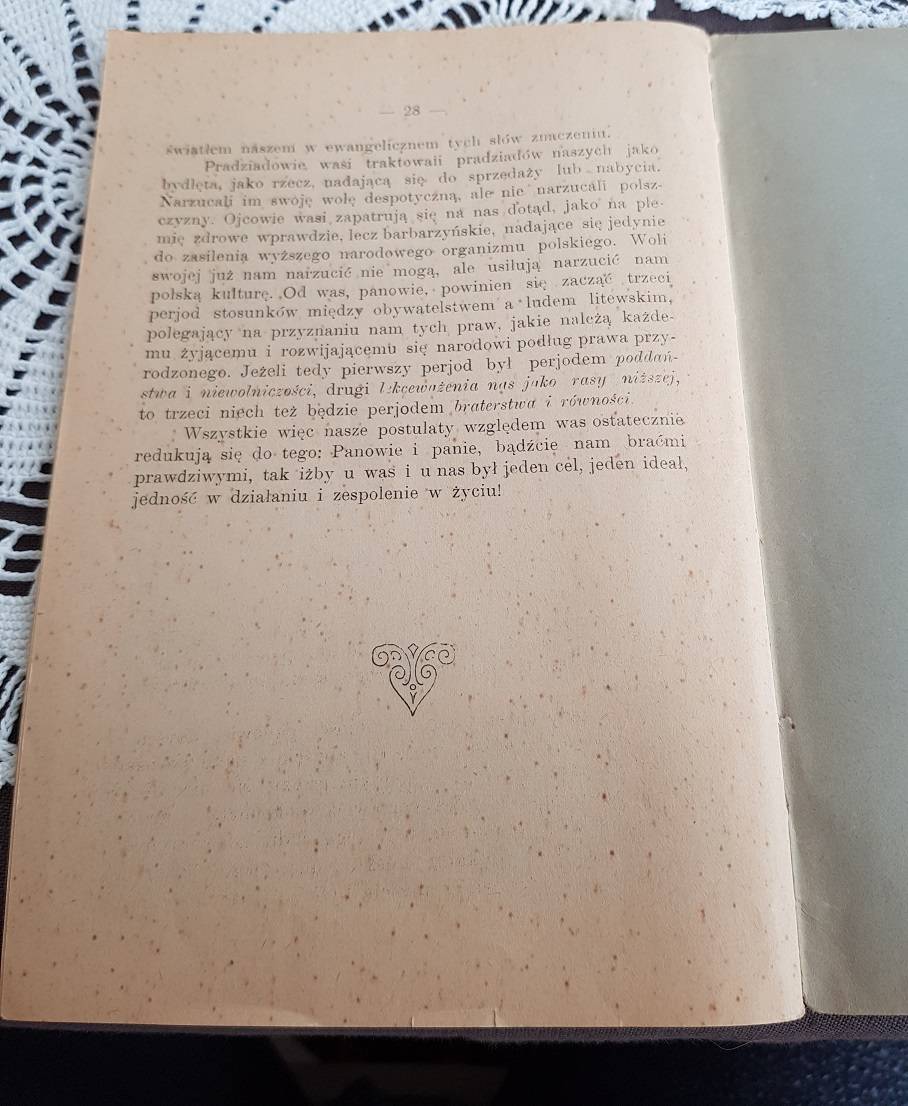 — 28 —
światłem naszem w ewangelicznem tych słów znaczeniu.
Pradziadowie wasi traktowali pradziadów naszych jako
bydlęta, jako rzecz, nadającą się do sprzedaży lub nabycia.
Narzucali im swoję wolę despotyczną, ale nie narzucali polsz-
czyzny. Ojcowie wasi zapatrują się na nas dotąd, jako na ple-
mię zdrowe wprawdzie, lecz barbarzyńskie, nadające się jedynie
do zasilenia wyższego narodowego organizmu polskiego. Woli
swojej już nam narzucić nie mogą, ale usiłują narzucić nam
polską kulturę. Od was, panowie, powinien się zacząć trzeci
perjod stosunków między obywatelstwem a ludem litewskim,
polegający na przyznaniu nam tych praw, jakie należą każde-
mu żyjącemu i rozwijającemu się narodowi podług prawa przy-
rodzonego. Jeżeli tedy pierwszy perjod był perjodem poddań-
stwa i niewolniczości, drugi lekceważenia nas jako rasy niższej,
to trzeci niech też będzie perjodem braterstwa i równości.
Wszystkie więc nasze postulaty względem was ostatecznie
redukują się do tego: Panowie i panie, bądźcie nam braćmi
prawdziwymi, tak iżby u was i u nas był jeden cel, jeden ideał,
jedność w działaniu i zespolenie w życiu!